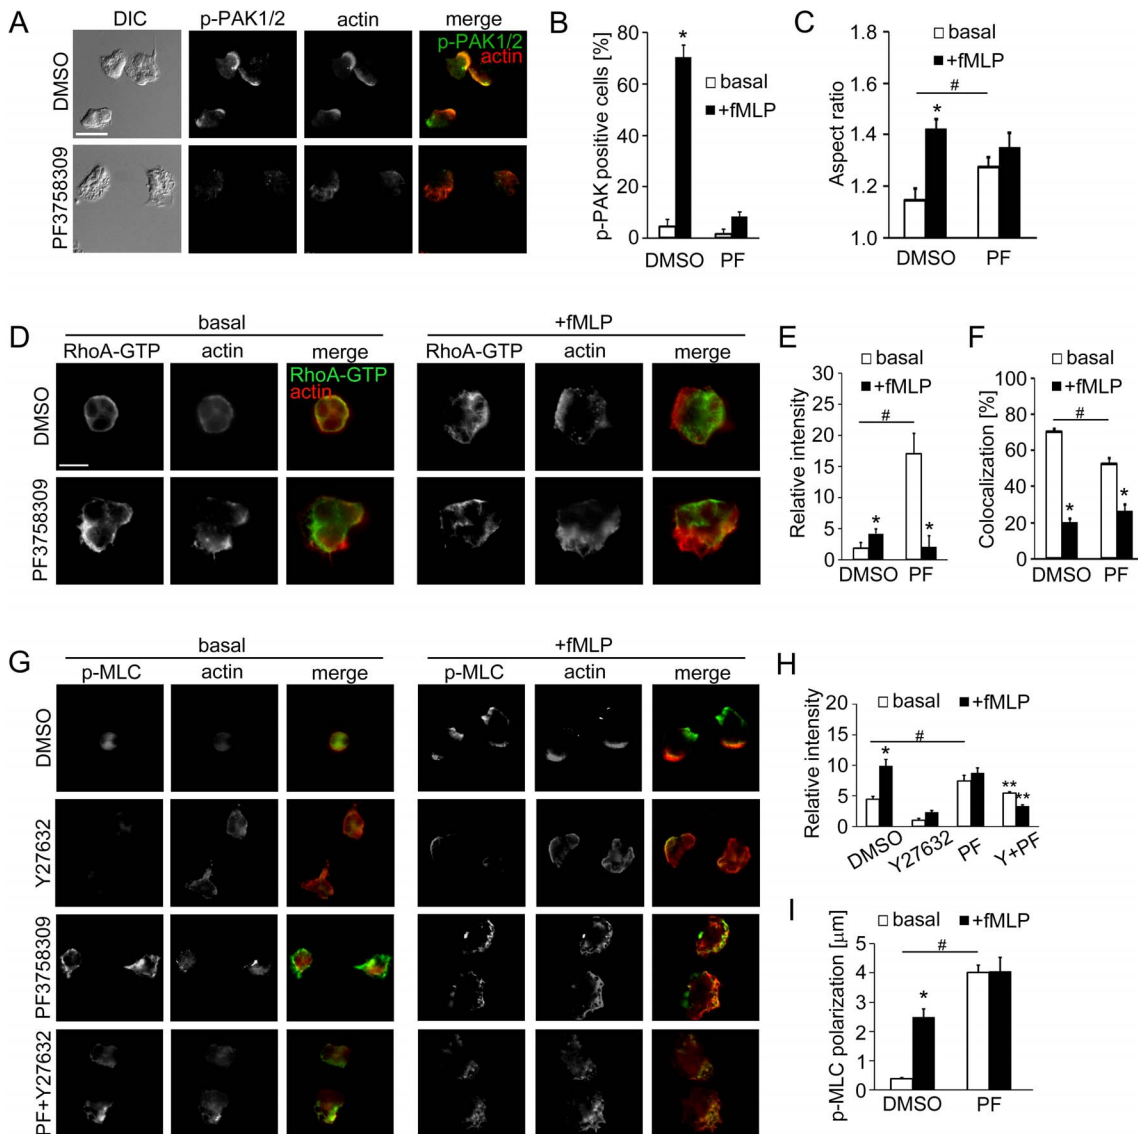 A
DIC
p-PAK1/2
actin
merge
p-PAK1/2
actin
DMSO
PF3758309
B
p-PAK positive cells [%]
80
60
40
20
0
*
basal
+fMLP
DMSO
PF
C
Aspect ratio
1.8
1.6
1.4
1.2
1.0
basal
+fMLP
#
*
DMSO
PF
D
basal
+fMLP
RhoA-GTP
actin
merge
RhoA-GTP
actin
merge
RhoA-GTP
actin
DMSO
PF3758309
E
basal
+fMLP
Relative intensity
30
25
20
15
10
5
0
#
*
*
DMSO
PF
F
basal
+fMLP
Colocalization [%]
100
80
60
40
20
0
#
*
*
DMSO
PF
G
basal
+fMLP
p-MLC
actin
merge
p-MLC
actin
merge
DMSO
Y27632
PF3758309
PF+Y27632
H
basal
+fMLP
Relative intensity
20
15
10
5
0
#
*
**
**
DMSO
Y27632
PF
Y+PF
I
basal
+fMLP
p-MLC polarization [μm]
5
4
3
2
1
0
#
*
DMSO
PF